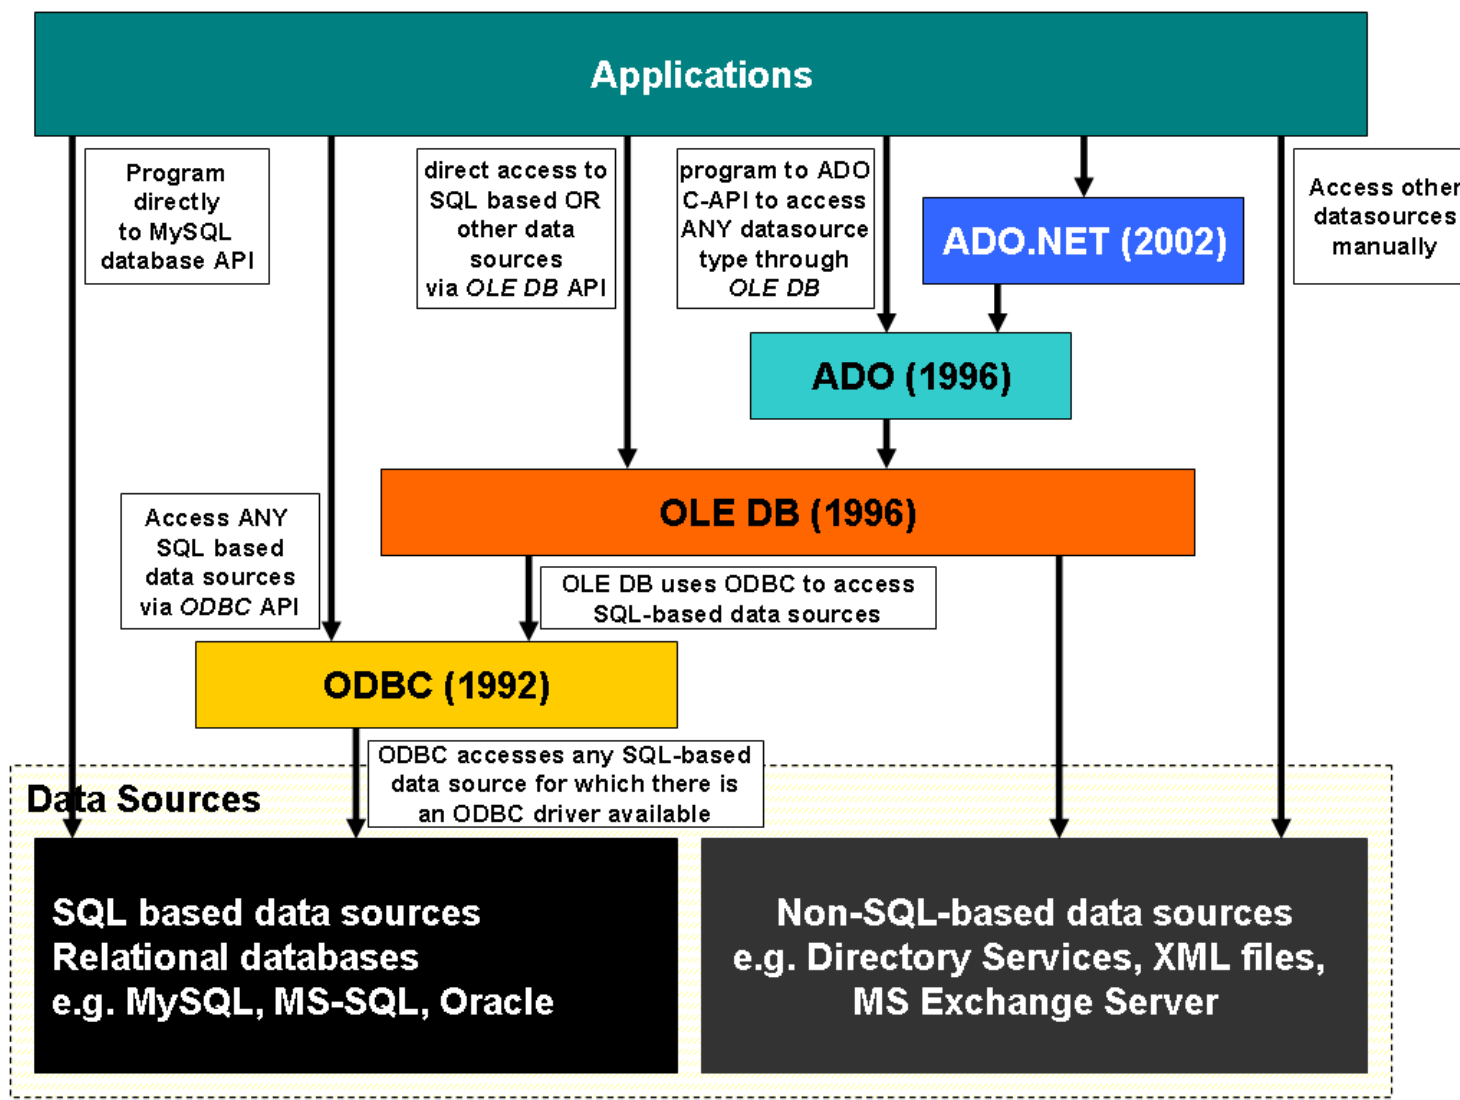 Applications
Program
directly
to MySQL
database API
direct access to
SQL based OR
other data
sources
via OLE DB API
program to ADO
C-API to access
ANY datasource
type through
OLE DB
ADO.NET (2002)
Access other
datasources
manually
ADO (1996)
OLE DB (1996)
Access ANY
SQL based
data sources
via ODBC API
OLE DB uses ODBC to access
SQL-based data sources
ODBC (1992)
ODBC accesses any SQL-based
data source for which there is
an ODBC driver available
Data Sources
SQL based data sources
Relational databases
e.g. MySQL, MS-SQL, Oracle
Non-SQL-based data sources
e.g. Directory Services, XML files,
MS Exchange Server